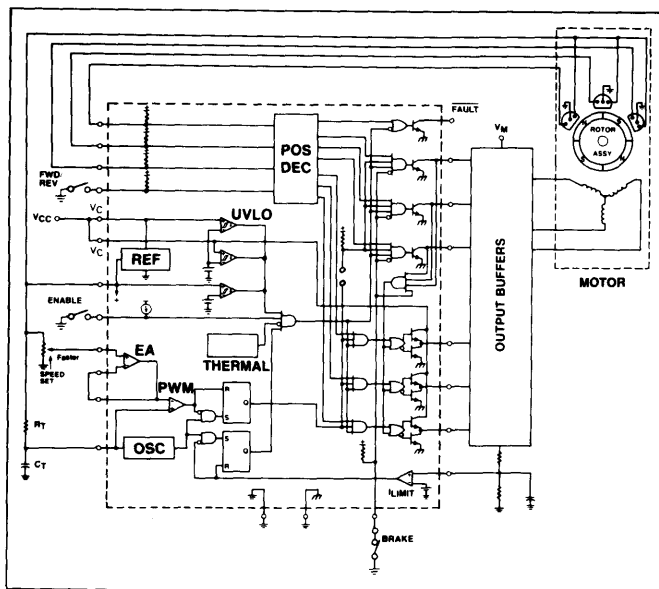 FAULT
VM
ROTOR
ASSY
N
S
N
S
MOTOR
POS
DEC
FWD/
REV
VCC
VC
VC
UVLO
REF
ENABLE
THERMAL
OUTPUT BUFFERS
EA
Faster
SPEED
SET
PWM
R
S
Q
S
R
Q
RT
OSC
CT
ILIMIT
BRAKE